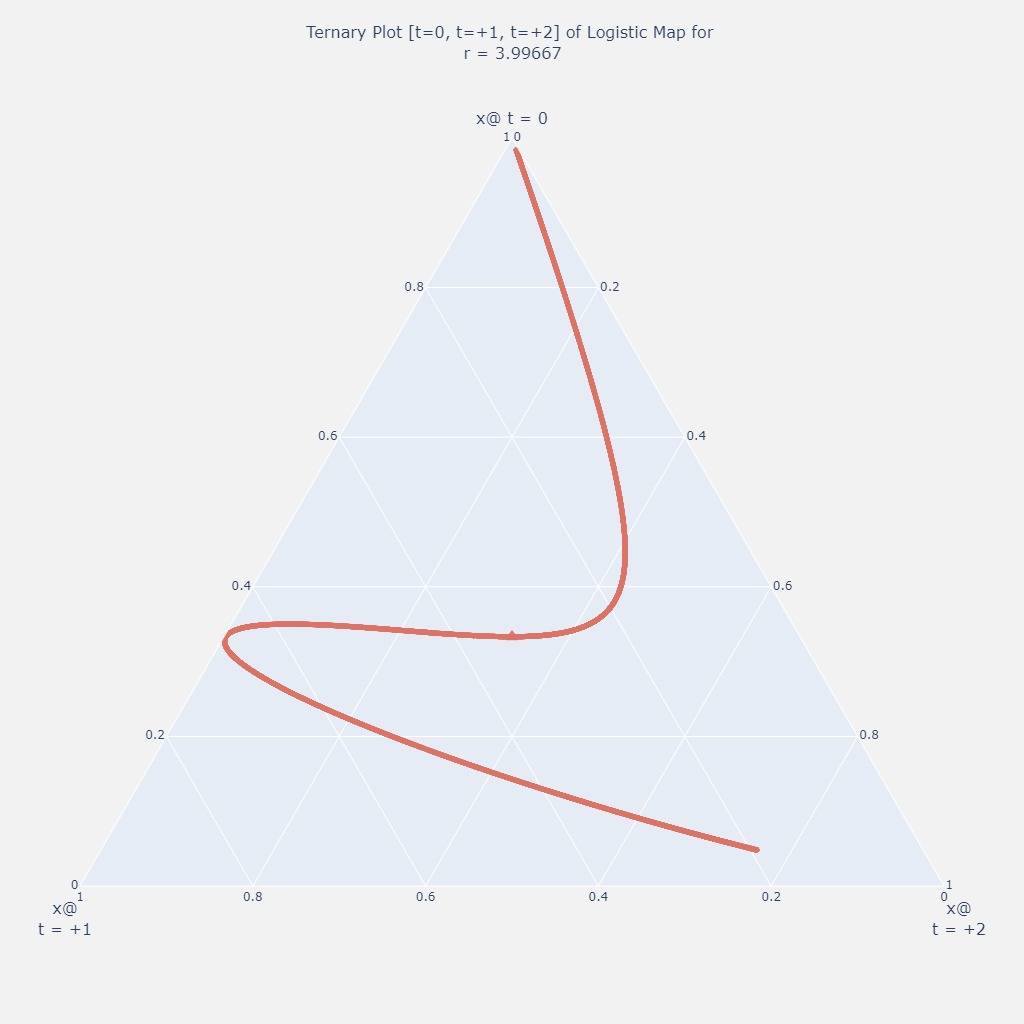 Ternary Plot [t=0, t=+1, t=+2] of Logistic Map for
r = 3.99667
x@ t = 0
1 0
0.8 0.2
0.6 0.4
0.4 0.6
0.2 0.8
0 1
1 0.8 0.6 0.4 0.2 0
x@ x@
t = +1 t = +2